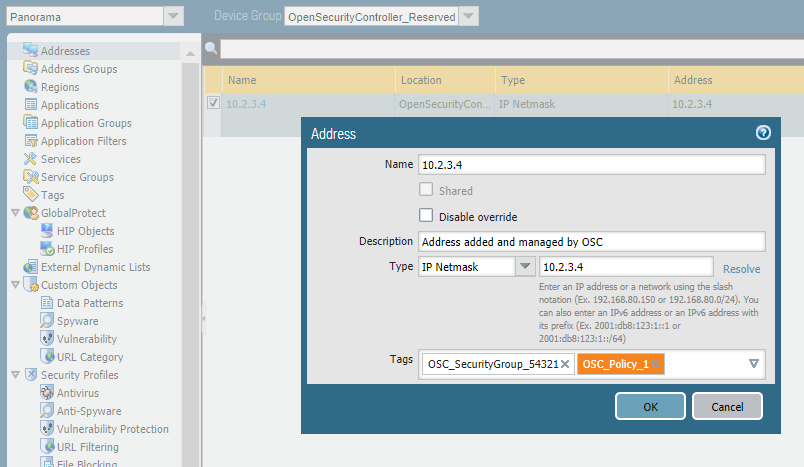 Panorama
Device Group OpenSecurityController_Reserved
Addresses
Address Groups
Regions
Applications
Application Groups
Application Filters
Services
Service Groups
Tags
GlobalProtect
HIP Objects
HIP Profiles
External Dynamic Lists
Custom Objects
Data Patterns
Spyware
Vulnerability
URL Category
Security Profiles
Antivirus
Anti-Spyware
Vulnerability Protection
URL Filtering
File Blocking
Name Location Type Address
10.2.3.4 OpenSecurityCon... IP Netmask 10.2.3.4
Address
Name 10.2.3.4
Shared
Disable override
Description Address added and managed by OSC
Type IP Netmask 10.2.3.4 Resolve
Enter an IP address or a network using the slash
notation (Ex. 192.168.80.150 or 192.168.80.0/24). You
can also enter an IPv6 address or an IPv6 address with
its prefix (Ex. 2001:db8:123:1::1 or
2001:db8:123:1::/64)
Tags OSC_SecurityGroup_54321 OSC_Policy_1
OK Cancel